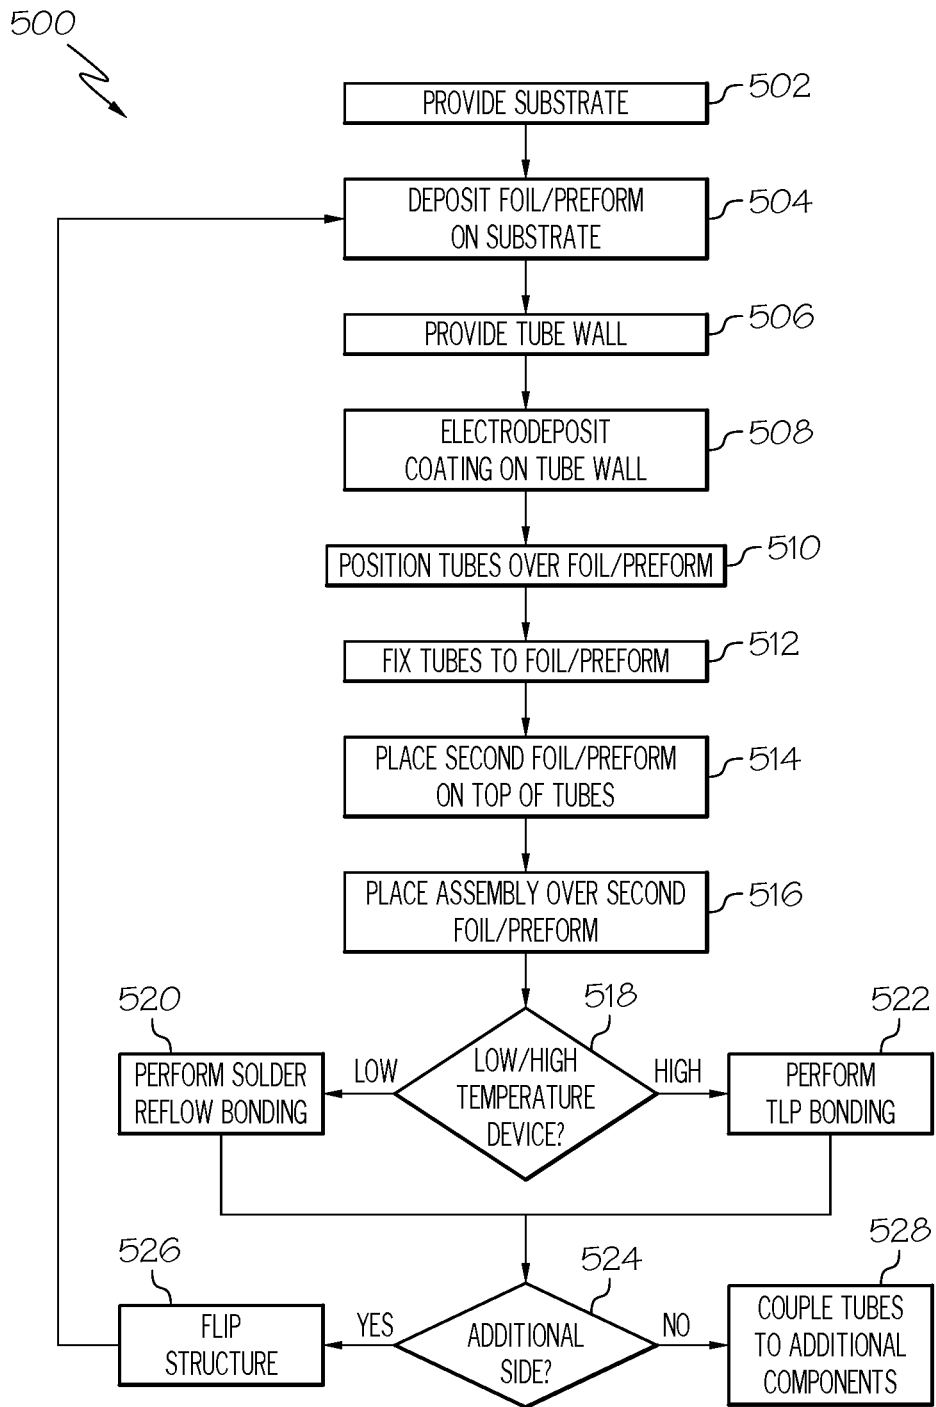 500
PROVIDE SUBSTRATE
502
DEPOSIT FOIL/PREFORM
ON SUBSTRATE
504
PROVIDE TUBE WALL
506
ELECTRODEPOSIT
COATING ON TUBE WALL
508
POSITION TUBES OVER FOIL/PREFORM
510
FIX TUBES TO FOIL/PREFORM
512
PLACE SECOND FOIL/PREFORM
ON TOP OF TUBES
514
PLACE ASSEMBLY OVER SECOND
FOIL/PREFORM
516
518
LOW/HIGH
TEMPERATURE
DEVICE?
LOW
HIGH
520
PERFORM SOLDER
REFLOW BONDING
522
PERFORM
TLP BONDING
524
ADDITIONAL
SIDE?
YES
NO
526
FLIP
STRUCTURE
528
COUPLE TUBES
TO ADDITIONAL
COMPONENTS